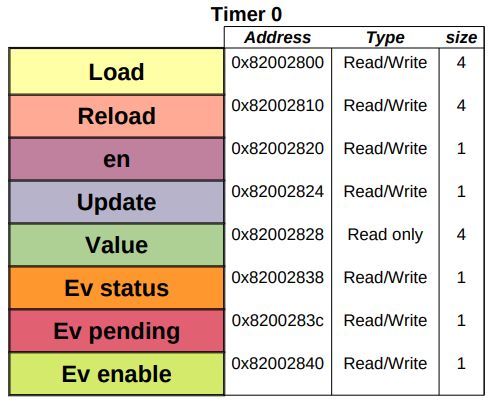 Timer 0
Address Type size
Load 0x82002800 Read/Write 4
Reload 0x82002810 Read/Write 4
en 0x82002820 Read/Write 1
Update 0x82002824 Read/Write 1
Value 0x82002828 Read only 4
Ev status 0x82002838 Read/Write 1
Ev pending 0x8200283c Read/Write 1
Ev enable 0x82002840 Read/Write 1